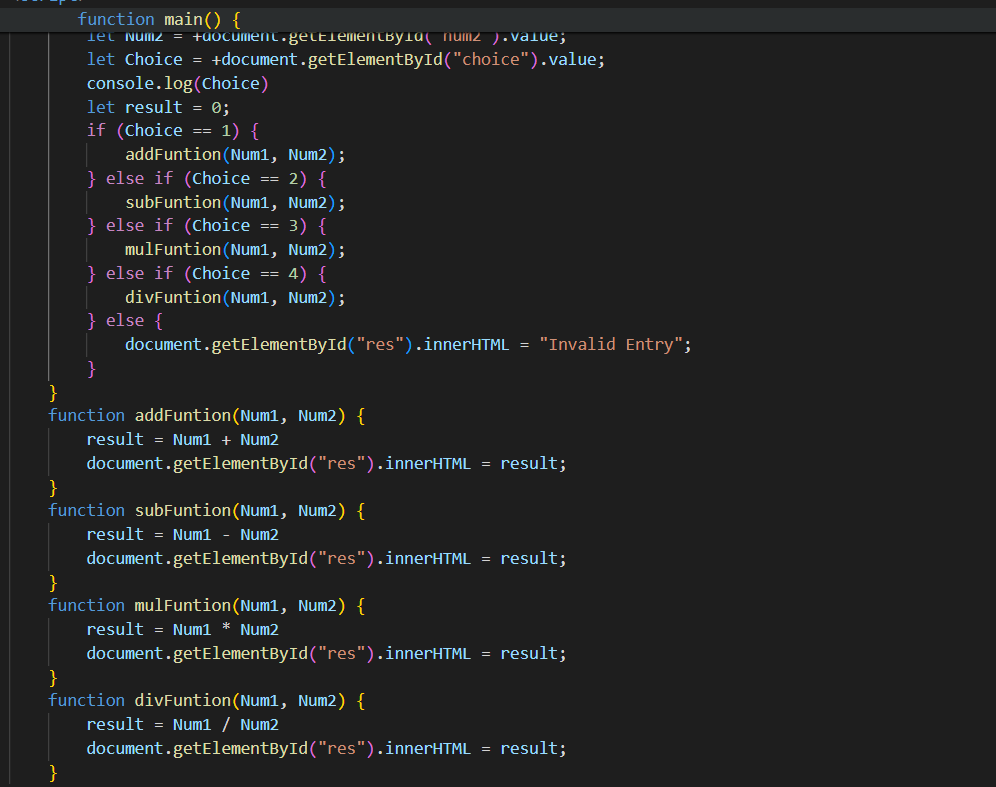 function main() {
let Num2 = +document.getElementById("num2").value;
let Choice = +document.getElementById("choice").value;
console.log(Choice)
let result = 0;
if (Choice == 1) {
addFuntion(Num1, Num2);
} else if (Choice == 2) {
subFuntion(Num1, Num2);
} else if (Choice == 3) {
mulFuntion(Num1, Num2);
} else if (Choice == 4) {
divFuntion(Num1, Num2);
} else {
document.getElementById("res").innerHTML = "Invalid Entry";
}
}
function addFuntion(Num1, Num2) {
result = Num1 + Num2
document.getElementById("res").innerHTML = result;
}
function subFuntion(Num1, Num2) {
result = Num1 - Num2
document.getElementById("res").innerHTML = result;
}
function mulFuntion(Num1, Num2) {
result = Num1 * Num2
document.getElementById("res").innerHTML = result;
}
function divFuntion(Num1, Num2) {
result = Num1 / Num2
document.getElementById("res").innerHTML = result;
}